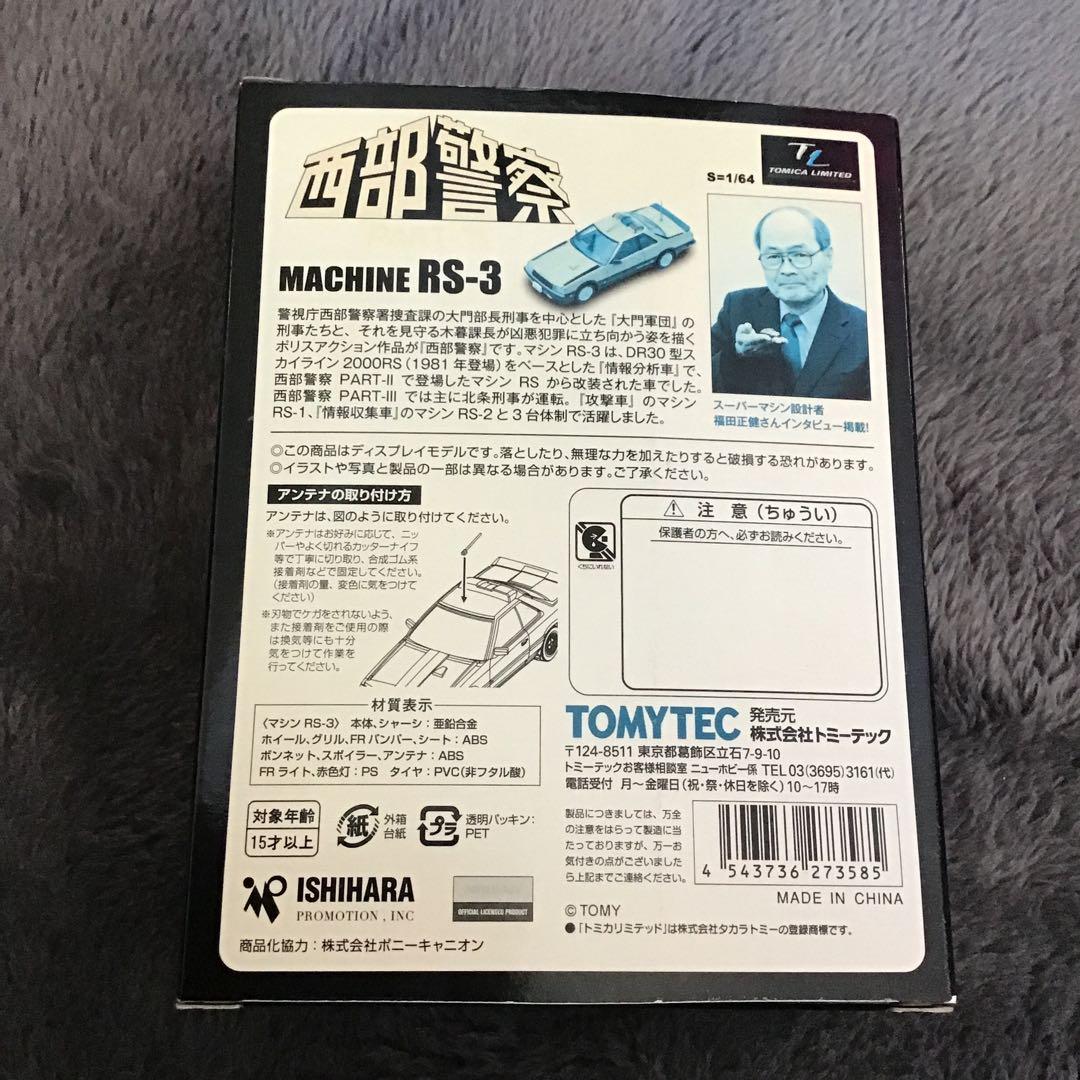 西部警察
S=1/64
TL
TOMICA LIMITED
MACHINE RS-3
警視庁西部警察署捜査課の大門部長刑事を中心とした『大門軍団』の
刑事たちと、それを見守る木暮課長が凶悪犯罪に立ち向かう姿を描く
ポリスアクション作品が『西部警察』です。マシン RS-3 は、DR30 型ス
カイライン 2000RS (1981 年登場) をベースとした『情報分析車』で、
西部警察 PART-II で登場したマシン RS から改装された車でした。
西部警察 PART-III では主に北条刑事が運転。『攻撃車』のマシン
RS-1、『情報収集車』のマシン RS-2 と 3 台体制で活躍しました。
スーパーマシン設計者
福田正健さんインタビュー掲載!
◎この商品はディスプレイモデルです。落としたり、無理な力を加えたりすると破損する恐れがあります。
◎イラストや写真と製品の一部は異なる場合があります。ご了承ください。
アンテナの取り付け方
アンテナは、図のように取り付けてください。
※アンテナはお好みに応じて、ニッ
パーやよく切れるカッターナイフ
等で丁寧に切り取り、合成ゴム系
接着剤などで固定してください。
(接着剤の量、変色に気をつけて
ください)
※刃物でケガをされないよう、
また接着剤をご使用の際
は換気等にも十分
気をつけて作業を
行ってください。
くちにいれない
⚠ 注 意 (ちゅうい)
保護者の方へ、必ずお読みください。
材質表示
〈マシン RS-3〉 本体、シャーシ:亜鉛合金
ホイール、グリル、FR バンパー、シート:ABS
ボンネット、スポイラー、アンテナ:ABS
FR ライト、赤色灯:PS タイヤ:PVC(非フタル酸)
TOMYTEC 発売元 株式会社トミーテック
〒124-8511 東京都葛飾区立石7-9-10
トミーテックお客様相談室 ニューホビー係 TEL 03(3695)3161(代)
電話受付 月〜金曜日(祝・祭・休日を除く) 10〜17時
対象年齢
15才以上
紙 外箱 台紙
プラ 透明パッキン: PET
製品につきましては、万全
の注意をはらって製造に当
たっておりますが、万一お
気付きの点がございました
ら上記までご連絡ください。
4 543736 273585
MADE IN CHINA
ISHIHARA
PROMOTION , INC
OFFICIAL LICENSED PRODUCT
©TOMY
●「トミカリミテッド」は株式会社タカラトミーの登録商標です。
商品化協力:株式会社ポニーキャニオン